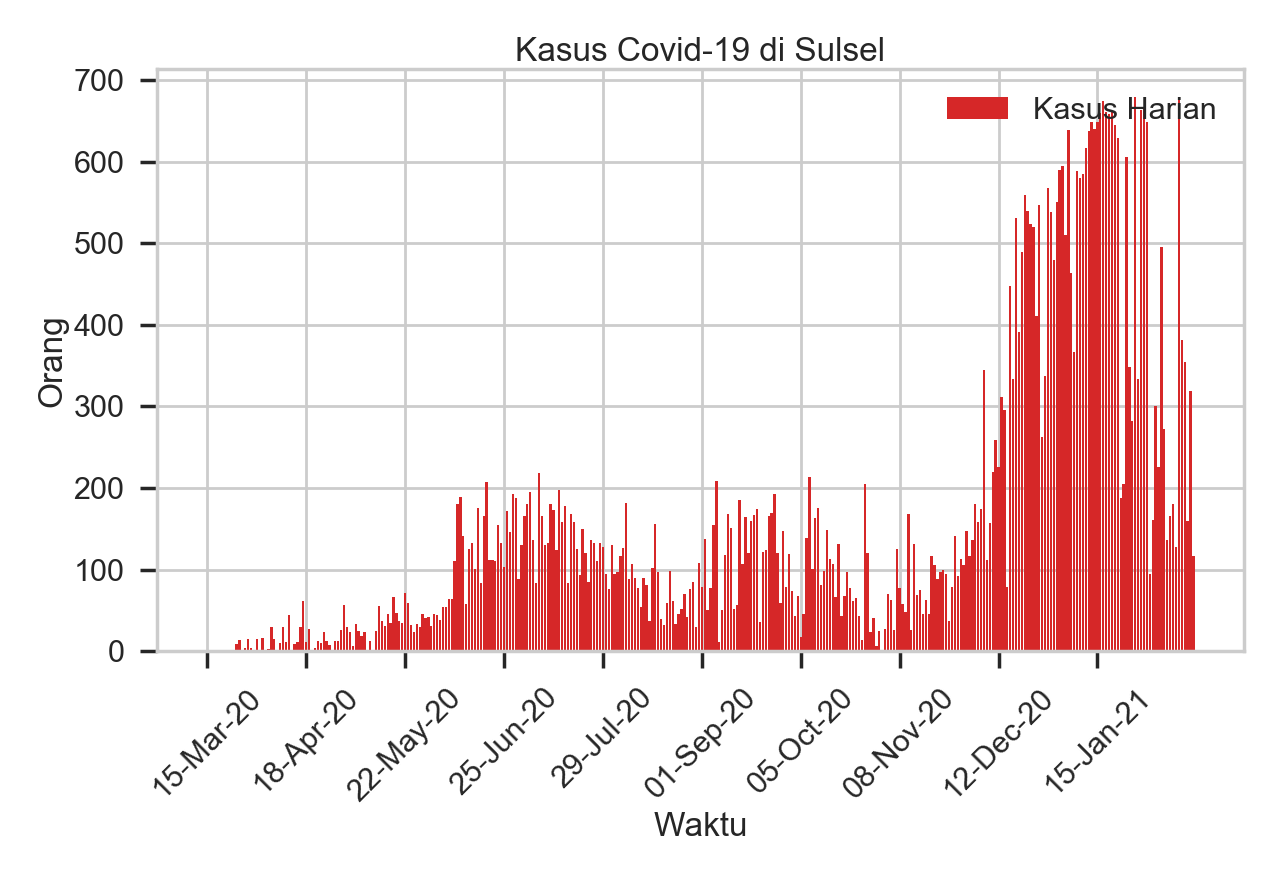 Kasus Covid-19 di Sulsel
Kasus Harian
Orang
700
600
500
400
300
200
100
0
15-Mar-20
18-Apr-20
22-May-20
25-Jun-20
29-Jul-20
01-Sep-20
05-Oct-20
08-Nov-20
12-Dec-20
15-Jan-21
Waktu